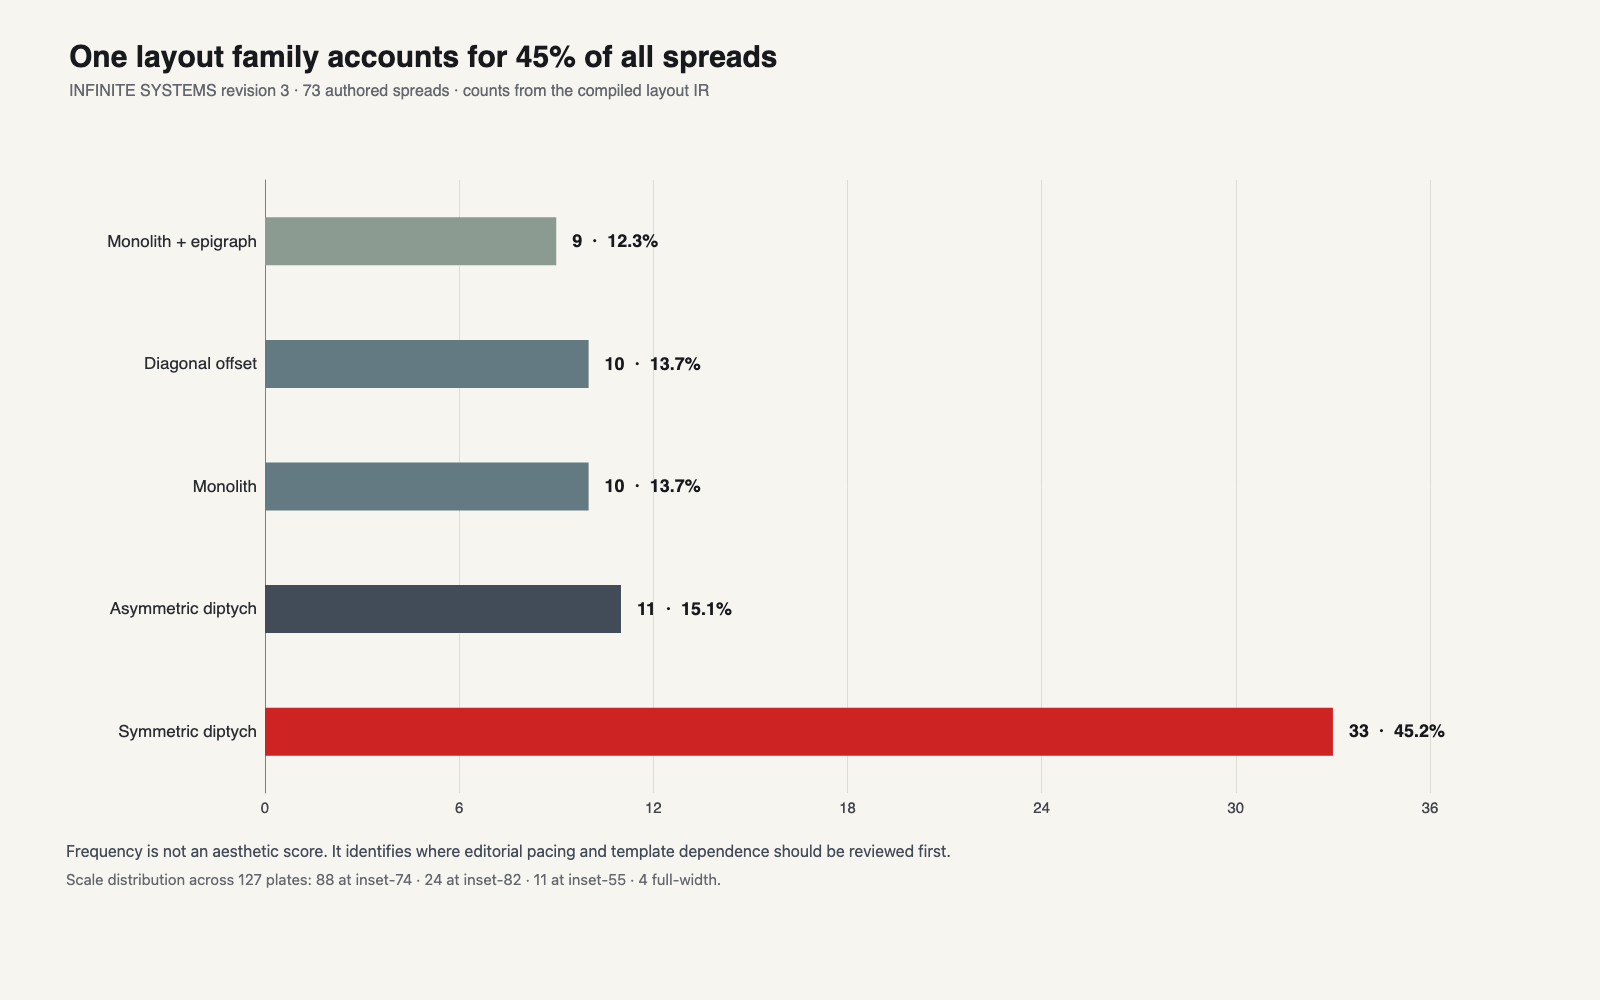 One layout family accounts for 45% of all spreads
INFINITE SYSTEMS revision 3 · 73 authored spreads · counts from the compiled layout IR
Monolith + epigraph 9 · 12.3%
Diagonal offset 10 · 13.7%
Monolith 10 · 13.7%
Asymmetric diptych 11 · 15.1%
Symmetric diptych 33 · 45.2%
0 6 12 18 24 30 36
Frequency is not an aesthetic score. It identifies where editorial pacing and template dependence should be reviewed first.
Scale distribution across 127 plates: 88 at inset-74 · 24 at inset-82 · 11 at inset-55 · 4 full-width.